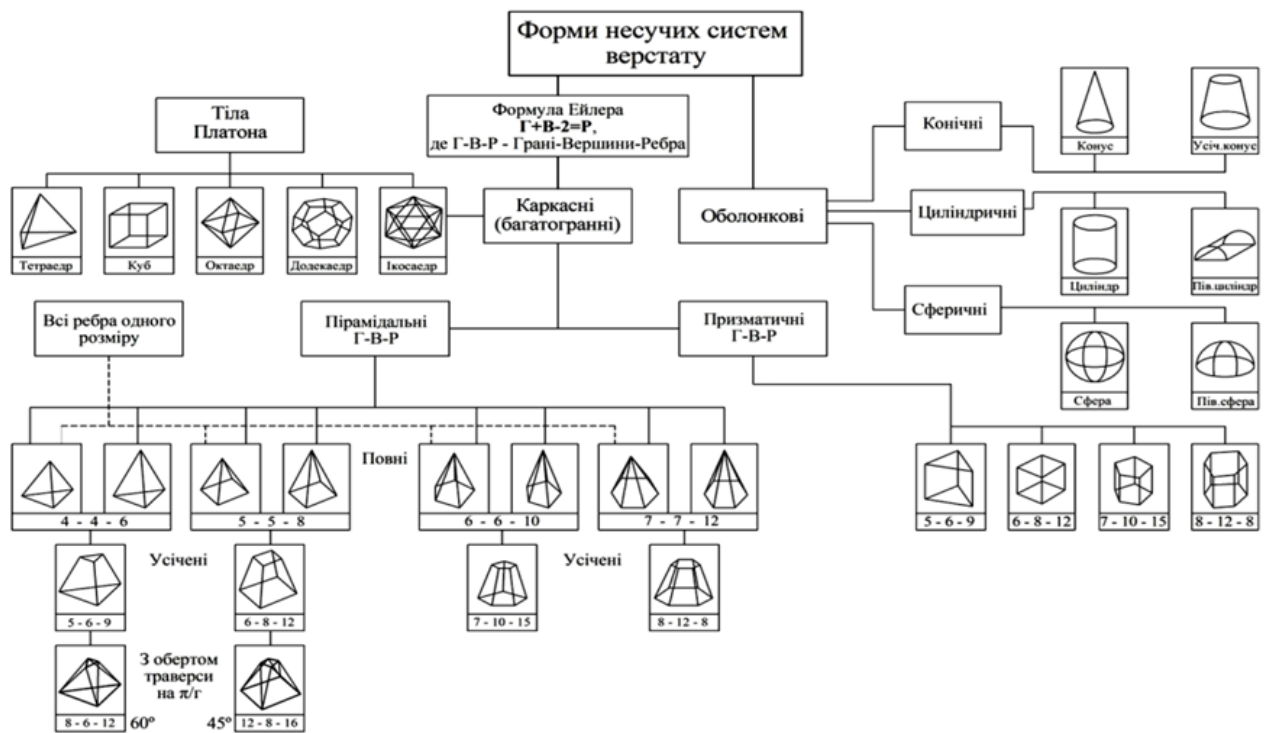 Форми несучих систем
верстату
Тіла
Платона
Формула Ейлера
Г+В-2=Р,
де Г-В-Р - Грані-Вершини-Ребра
Конічні
Конус
Усіч.конус
Тетраедр
Куб
Октаедр
Додекаедр
Ікосаедр
Каркасні
(багатогранні)
Оболонкові
Циліндричні
Циліндр
Пів.циліндр
Сферичні
Сфера
Пів.сфера
Всі ребра одного
розміру
Пірамідальні
Г-В-Р
Призматичні
Г-В-Р
Повні
4 - 4 - 6
5 - 5 - 8
6 - 6 - 10
7 - 7 - 12
5 - 6 - 9
6 - 8 - 12
7 - 10 - 15
8 - 12 - 8
Усічені
Усічені
5 - 6 - 9
6 - 8 - 12
7 - 10 - 15
8 - 12 - 8
З обертом
траверси
на π/г
8 - 6 - 12
60º
45º
12 - 8 - 16